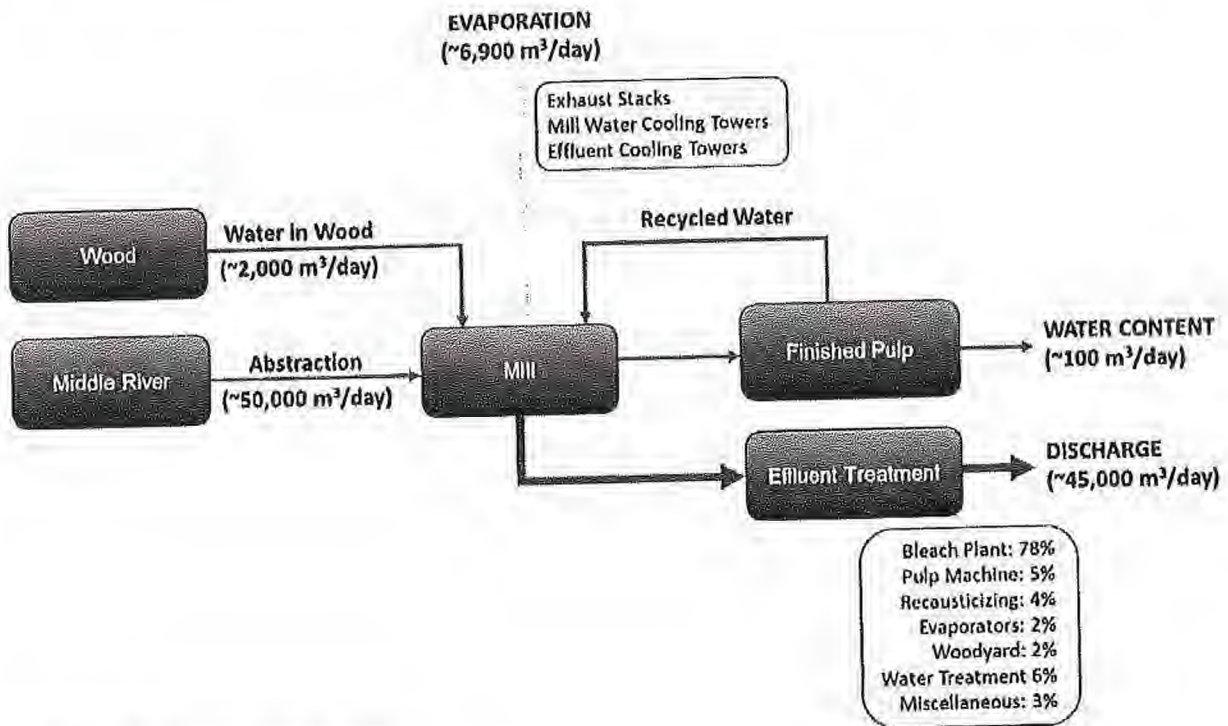 EVAPORATION
(~6,900 m³/day)
Exhaust Stacks
Mill Water Cooling Towers
Effluent Cooling Towers
Wood
Water in Wood
(~2,000 m³/day)
Recycled Water
Middle River
Abstraction
(~50,000 m³/day)
Mill
Finished Pulp
WATER CONTENT
(~100 m³/day)
Effluent Treatment
DISCHARGE
(~45,000 m³/day)
Bleach Plant: 78%
Pulp Machine: 5%
Recausticizing: 4%
Evaporators: 2%
Woodyard: 2%
Water Treatment 6%
Miscellaneous: 3%